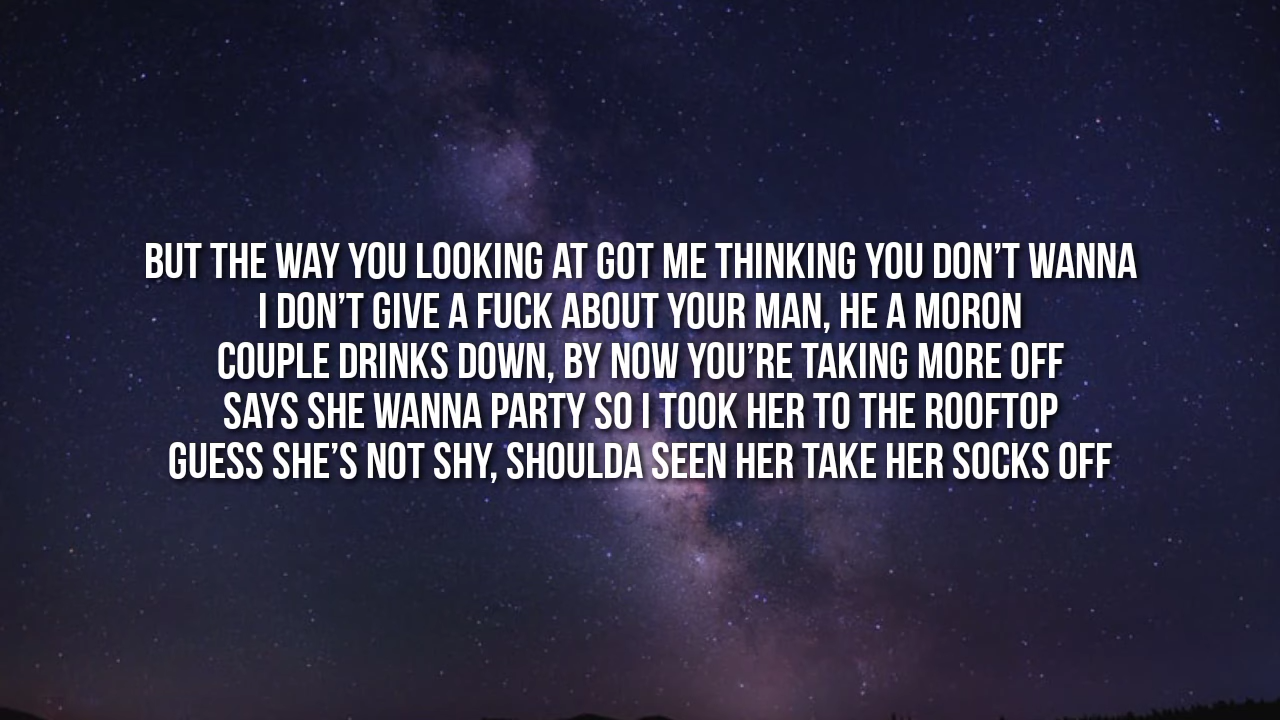 BUT THE WAY YOU LOOKING AT GOT ME THINKING YOU DON'T WANNA
I DON'T GIVE A FUCK ABOUT YOUR MAN, HE A MORON
COUPLE DRINKS DOWN, BY NOW YOU'RE TAKING MORE OFF
SAYS SHE WANNA PARTY SO I TOOK HER TO THE ROOFTOP
GUESS SHE'S NOT SHY, SHOULDA SEEN HER TAKE HER SOCKS OFF